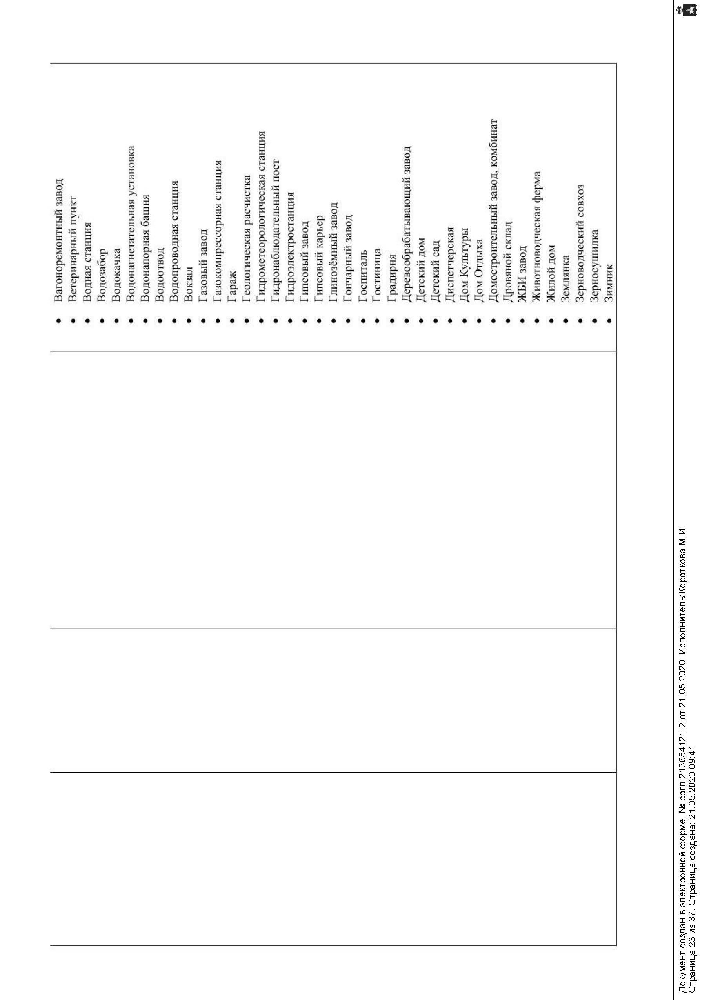 • Вагоноремонтный завод
• Ветеринарный пункт
• Водная станция
• Водозабор
• Водокачка
• Водонагнетательная установка
• Водонапорная башня
• Водоотвод
• Водопроводная станция
• Вокзал
• Газовый завод
• Газокомпрессорная станция
• Гараж
• Геологическая расчистка
• Гидрометеорологическая станция
• Гидронаблюдательный пост
• Гидроэлектростанция
• Гипсовый завод
• Гипсовый карьер
• Глинозёмный завод
• Гончарный завод
• Госпиталь
• Гостиница
• Градирня
• Деревообрабатывающий завод
• Детский дом
• Детский сад
• Диспетчерская
• Дом Культуры
• Дом Отдыха
• Домостроительный завод, комбинат
• Дровяной склад
• ЖБИ завод
• Животноводческая ферма
• Жилой дом
• Землянка
• Зерноводческий совхоз
• Зерносушилка
• Зимник
Документ создан в электронной форме. № согл-213654121-2 от 21.05.2020. Исполнитель:Короткова М.И.
Страница 23 из 37. Страница создана: 21.05.2020 09:41